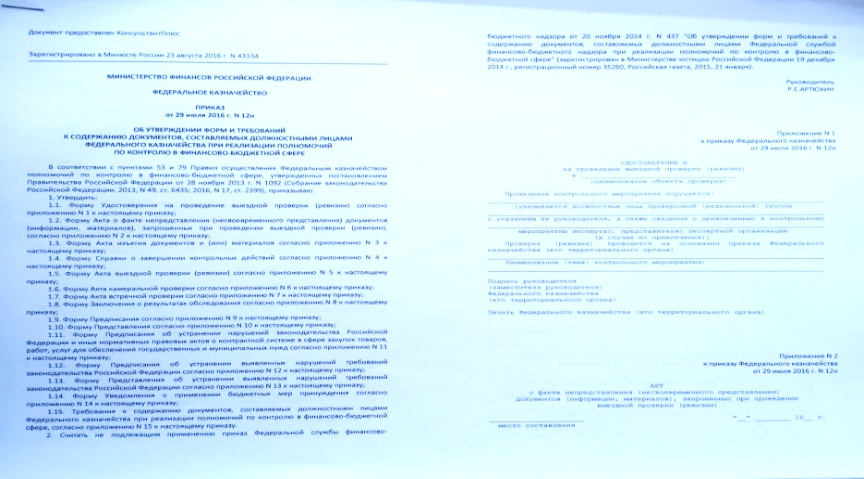 Документ предоставлен КонсультантПлюс
Зарегистрировано в Минюсте России 23 августа 2016 г. N 43334
МИНИСТЕРСТВО ФИНАНСОВ РОССИЙСКОЙ ФЕДЕРАЦИИ
ФЕДЕРАЛЬНОЕ КАЗНАЧЕЙСТВО
ПРИКАЗ
от 29 июля 2016 г. N 12н
ОБ УТВЕРЖДЕНИИ ФОРМ И ТРЕБОВАНИЙ
К СОДЕРЖАНИЮ ДОКУМЕНТОВ, СОСТАВЛЯЕМЫХ ДОЛЖНОСТНЫМИ ЛИЦАМИ
ФЕДЕРАЛЬНОГО КАЗНАЧЕЙСТВА ПРИ РЕАЛИЗАЦИИ ПОЛНОМОЧИЙ
ПО КОНТРОЛЮ В ФИНАНСОВО-БЮДЖЕТНОЙ СФЕРЕ
В соответствии с пунктами 53 и 79 Правил осуществления Федеральным казначейством
полномочий по контролю в финансово-бюджетной сфере, утвержденных постановлением
Правительства Российской Федерации от 28 ноября 2013 г. N 1092 (Собрание законодательства
Российской Федерации, 2013, N 49, ст. 6435; 2016, N 17, ст. 2399), приказываю:
1. Утвердить:
1.1. Форму Удостоверения на проведение выездной проверки (ревизии) согласно
приложению N 1 к настоящему приказу;
1.2. Форму Акта о факте непредставления (несвоевременного представления) документов
(информации, материалов), запрошенных при проведении выездной проверки (ревизии),
согласно приложению N 2 к настоящему приказу;
1.3. Форму Акта изъятия документов и (или) материалов согласно приложению N 3 к
настоящему приказу;
1.4. Форму Справки о завершении контрольных действий согласно приложению N 4 к
настоящему приказу;
1.5. Форму Акта выездной проверки (ревизии) согласно приложению N 5 к настоящему
приказу;
1.6. Форму Акта камеральной проверки согласно приложению N 6 к настоящему приказу;
1.7. Форму Акта встречной проверки согласно приложению N 7 к настоящему приказу;
1.8. Форму Заключения о результатах обследования согласно приложению N 8 к настоящему
приказу;
1.9. Форму Предписания согласно приложению N 9 к настоящему приказу;
1.10. Форму Представления согласно приложению N 10 к настоящему приказу;
1.11. Форму Предписания об устранении нарушений законодательства Российской
Федерации и иных нормативных правовых актов о контрактной системе в сфере закупок товаров,
работ, услуг для обеспечения государственных и муниципальных нужд согласно приложению N 11
к настоящему приказу;
1.12. Форму Предписания об устранении выявленных нарушений требований
законодательства Российской Федерации согласно приложению N 12 к настоящему приказу;
1.13. Форму Представления об устранении выявленных нарушений требований
законодательства Российской Федерации согласно приложению N 13 к настоящему приказу;
1.14. Форму Уведомления о применении бюджетных мер принуждения согласно
приложению N 14 к настоящему приказу;
1.15. Требования к содержанию документов, составляемых должностными лицами
Федерального казначейства при реализации полномочий по контролю в финансово-бюджетной
сфере, согласно приложению N 15 к настоящему приказу.
2. Считать не подлежащим применению приказ Федеральной службы финансово-
бюджетного надзора от 20 ноября 2014 г. N 437 "Об утверждении форм и требований к
содержанию документов, составляемых должностными лицами Федеральной службой
финансово-бюджетного надзора при реализации полномочий по контролю в финансово-
бюджетной сфере" (зарегистрирован в Министерстве юстиции Российской Федерации 19 декабря
2014 г., регистрационный номер 35260, Российская газета, 2015, 21 января).
Руководитель
Р.Е.АРТЮХИН
Приложение N 1
к приказу Федерального казначейства
от 29 июля 2016 г. N 12н
УДОСТОВЕРЕНИЕ N
на проведение выездной проверки (ревизии)
в
(наименование объекта проверки)
Проведение контрольного мероприятия поручается:
(указываются должностные лица проверочной (ревизионной) группы
с указанием её руководителя, а также сведения о привлеченных к контрольному
мероприятию экспертах, представителях экспертной организации
(в случае их привлечения))
Проверка (ревизия) проводится на основании приказа Федерального
казначейства (его территориального органа)
Наименование (тема) контрольного мероприятия:
Подпись руководителя
(заместителя руководителя)
Федерального казначейства
(его территориального органа)
Печать Федерального казначейства (его территориального органа)
Приложение N 2
к приказу Федерального казначейства
от 29 июля 2016 г. N 12н
АКТ
о факте непредставления (несвоевременного представления)
документов (информации, материалов), запрошенных при проведении
выездной проверки (ревизии)
"__" ________ 20__ г.
место составления